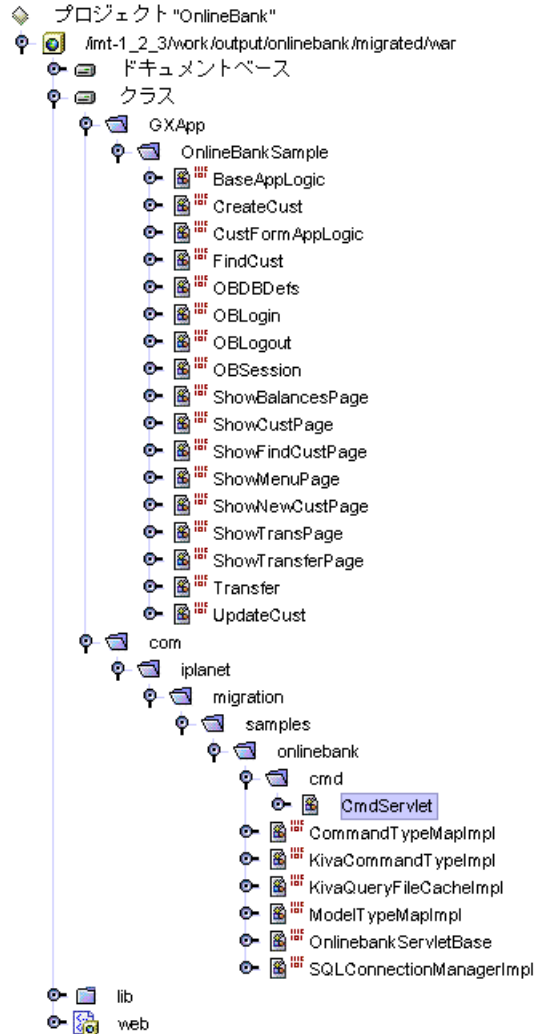 プロジェクト "OnlineBank"
/imt-1_2_3/work/output/onlinebank/migrated/war
ドキュメントベース
クラス
GXApp
OnlineBankSample
BaseAppLogic
CreateCust
CustFormAppLogic
FindCust
OBDBDefs
OBLogin
OBLogout
OBSession
ShowBalancesPage
ShowCustPage
ShowFindCustPage
ShowMenuPage
ShowNewCustPage
ShowTransPage
ShowTransferPage
Transfer
UpdateCust
com
iplanet
migration
samples
onlinebank
cmd
CmdServlet
CommandTypeMapImpl
KivaCommandTypeImpl
KivaQueryFileCacheImpl
ModelTypeMapImpl
OnlinebankServletBase
SQLConnectionManagerImpl
lib
web